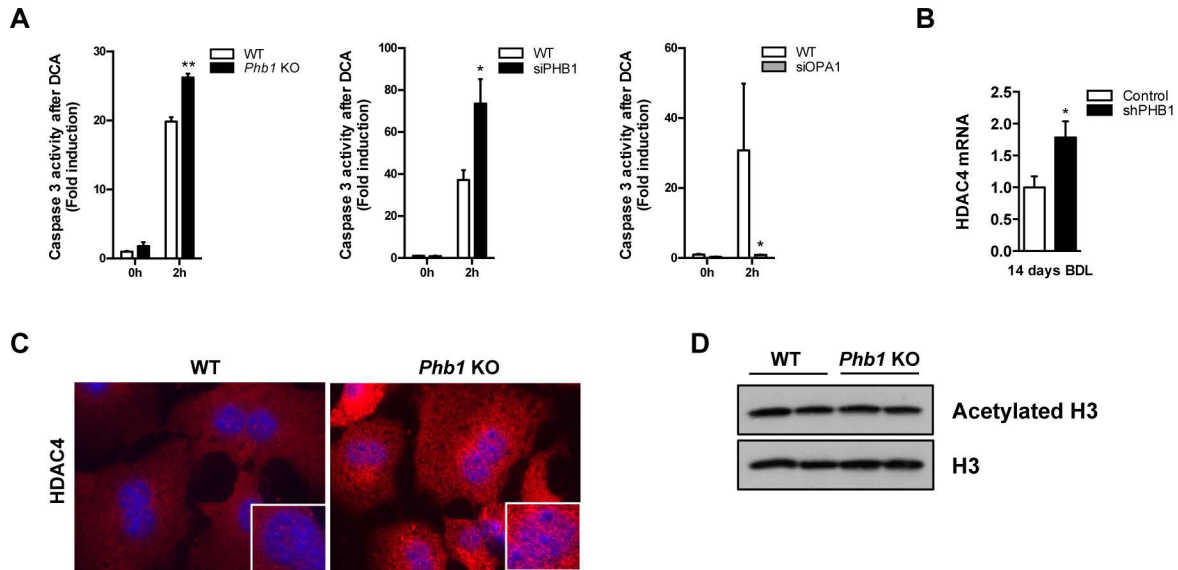 A
Caspase 3 activity after DCA
(Fold induction)
30
20
10
0
0h
2h
**
WT
Phb1 KO
Caspase 3 activity after DCA
(Fold induction)
100
80
60
40
20
0
0h
2h
*
WT
siPHB1
Caspase 3 activity after DCA
(Fold induction)
60
40
20
0
0h
2h
*
WT
siOPA1
B
HDAC4 mRNA
2.5
2.0
1.5
1.0
0.5
0.0
*
Control
shPHB1
14 days BDL
C
WT
Phb1 KO
HDAC4
D
WT
Phb1 KO
Acetylated H3
H3